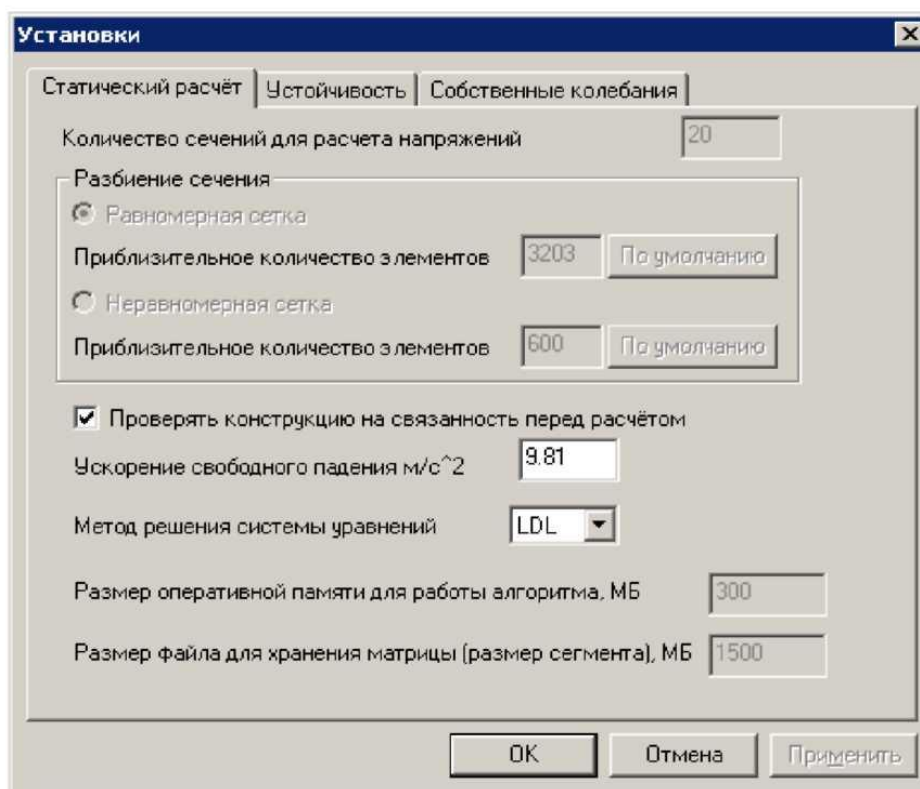 Установки
Статический расчёт Устойчивость Собственные колебания
Количество сечений для расчета напряжений 20
Разбиение сечения
Равномерная сетка
Приблизительное количество элементов 3203 По умолчанию
Неравномерная сетка
Приблизительное количество элементов 600 По умолчанию
Проверять конструкцию на связанность перед расчётом
Ускорение свободного падения м/с^2 9.81
Метод решения системы уравнений LDL
Размер оперативной памяти для работы алгоритма, МБ 300
Размер файла для хранения матрицы (размер сегмента), МБ 1500
OK Отмена Применить